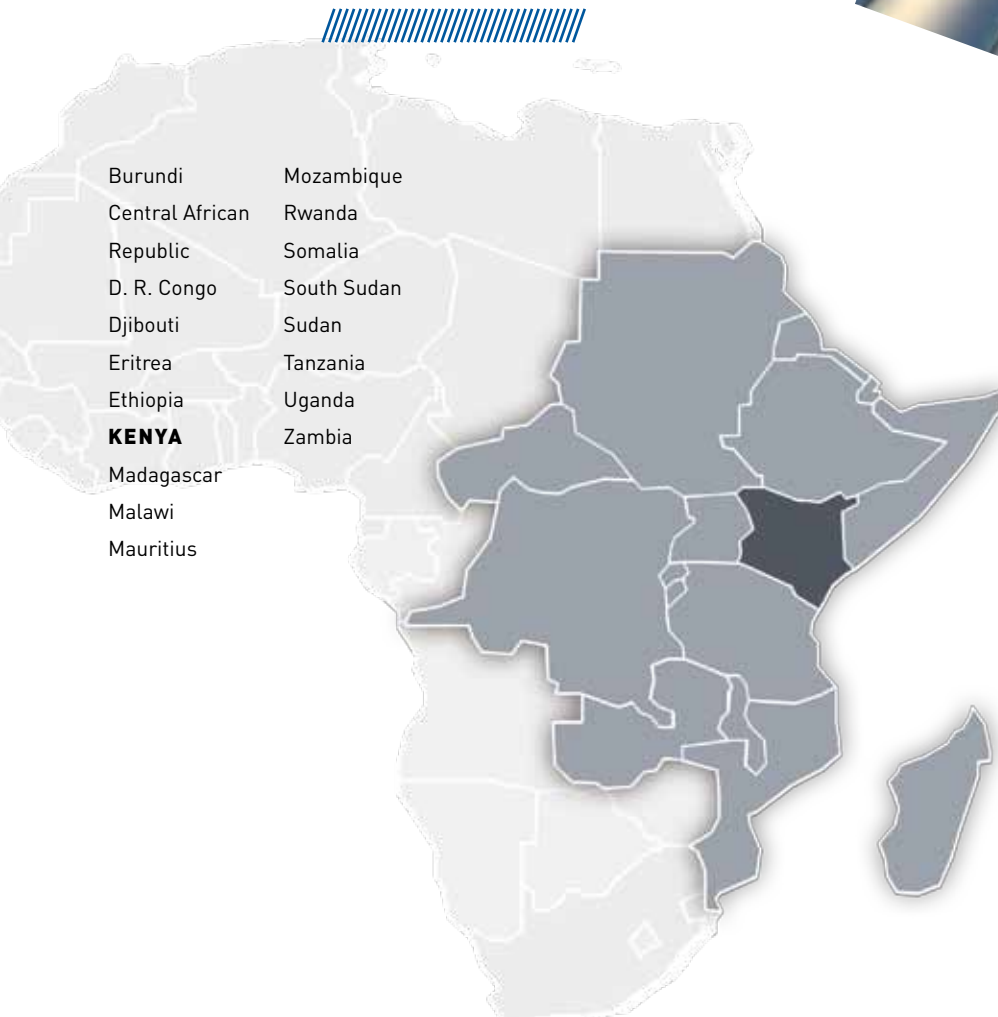 Burundi
Central African
Republic
D. R. Congo
Djibouti
Eritrea
Ethiopia
KENYA
Madagascar
Malawi
Mauritius
Mozambique
Rwanda
Somalia
South Sudan
Sudan
Tanzania
Uganda
Zambia